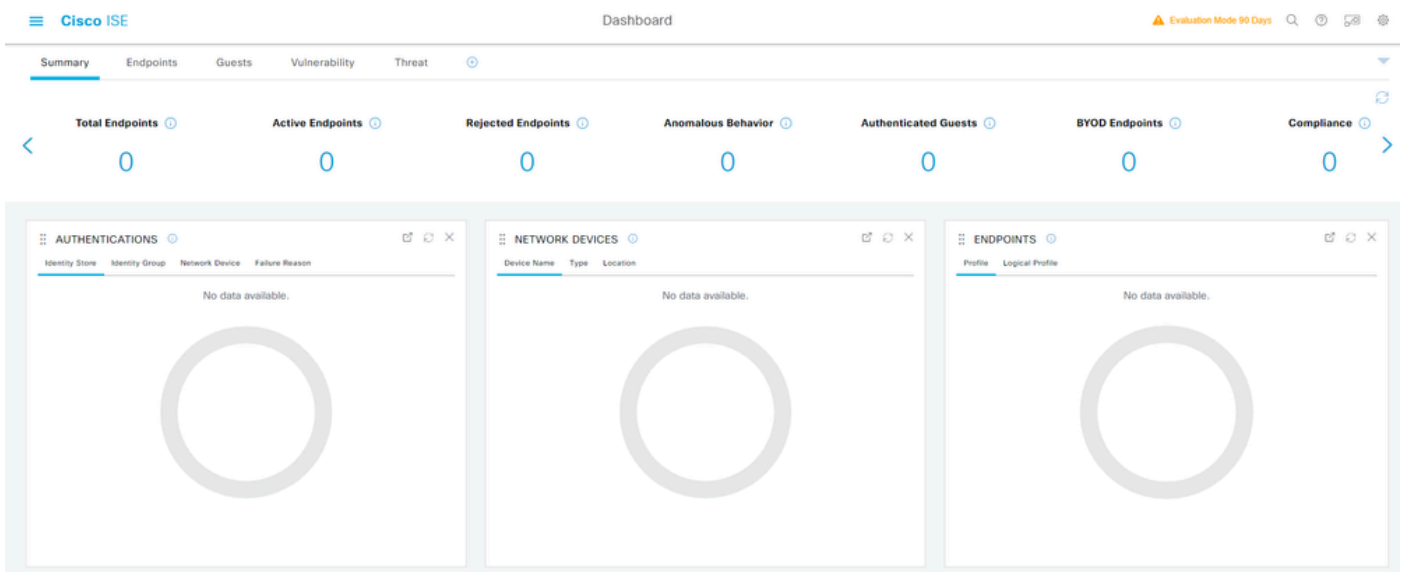 Cisco ISE Dashboard Evaluation Mode 90 Days
Summary Endpoints Guests Vulnerability Threat
Total Endpoints Active Endpoints Rejected Endpoints Anomalous Behavior Authenticated Guests BYOD Endpoints Compliance
0 0 0 0 0 0 0
AUTHENTICATIONS NETWORK DEVICES ENDPOINTS
Identity Store Identity Group Network Device Failure Reason Device Name Type Location Profile Logical Profile
No data available. No data available. No data available.